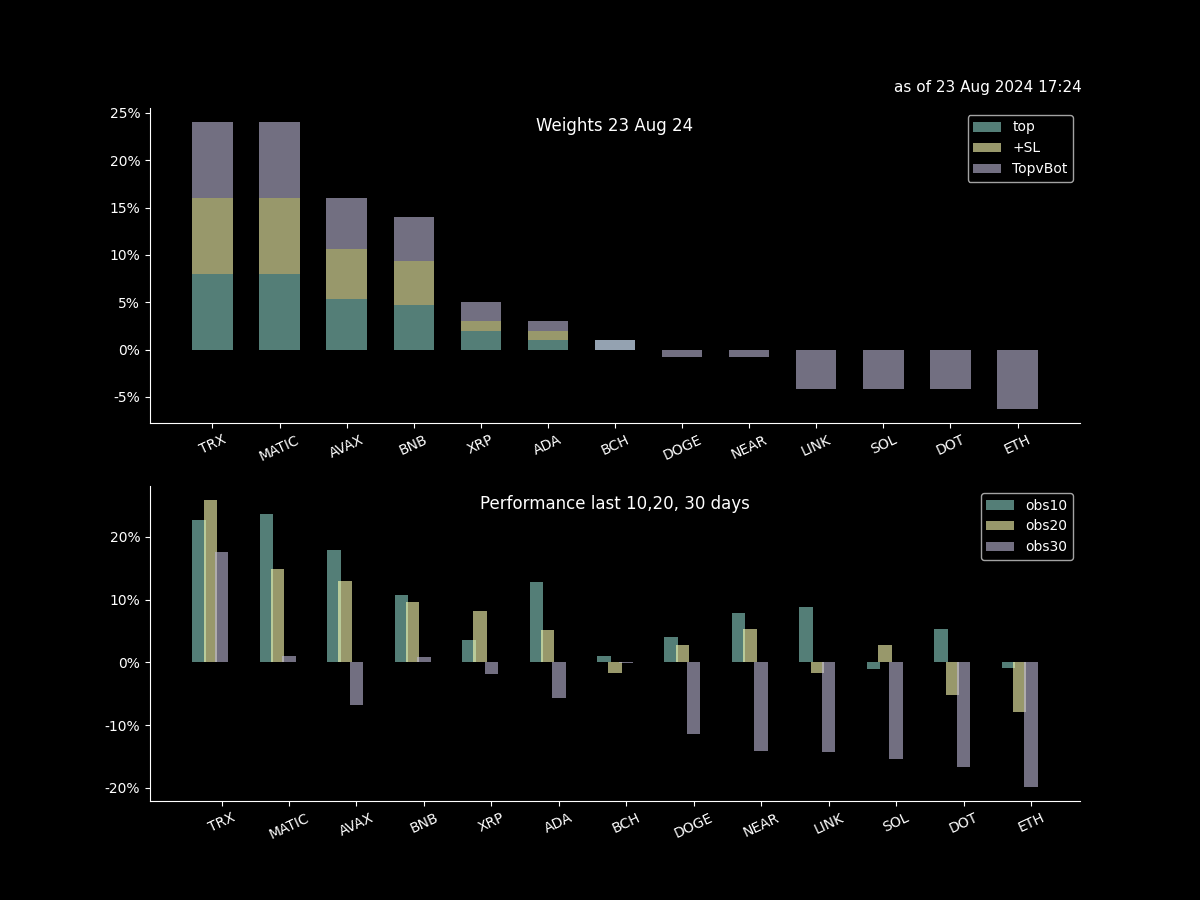 as of 23 Aug 2024 17:24
Weights 23 Aug 24
top
+SL
TopvBot
25%
20%
15%
10%
5%
0%
-5%
TRX MATIC AVAX BNB XRP ADA BCH DOGE NEAR LINK SOL DOT ETH
Performance last 10,20, 30 days
obs10
obs20
obs30
20%
10%
0%
-10%
-20%
TRX MATIC AVAX BNB XRP ADA BCH DOGE NEAR LINK SOL DOT ETH